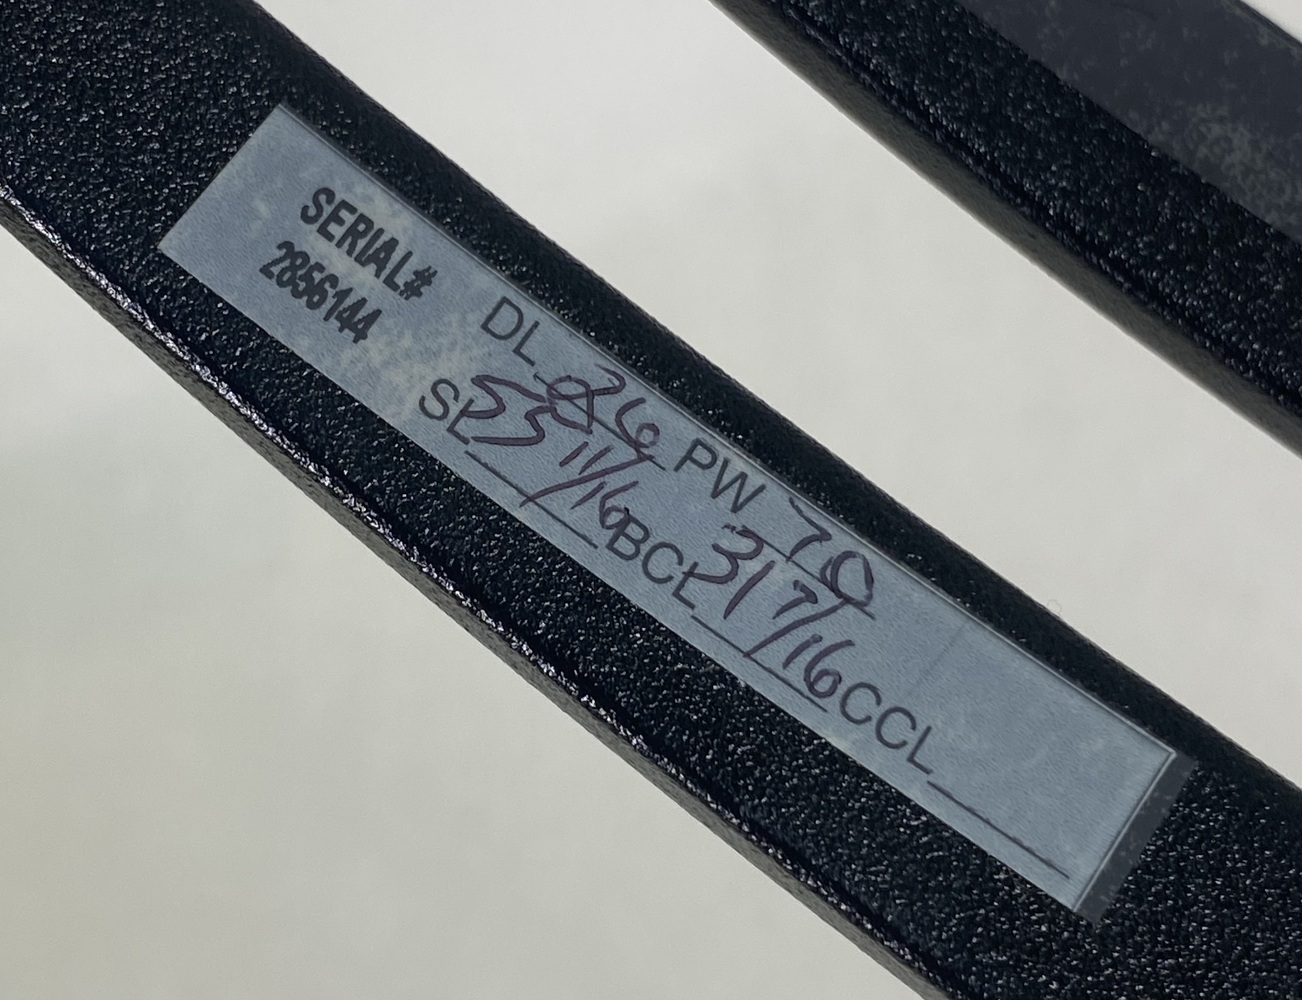 SERIAL#
2856144
DL 26 PW 70
SL 55 11/16 BCL 31 7/16 CCL